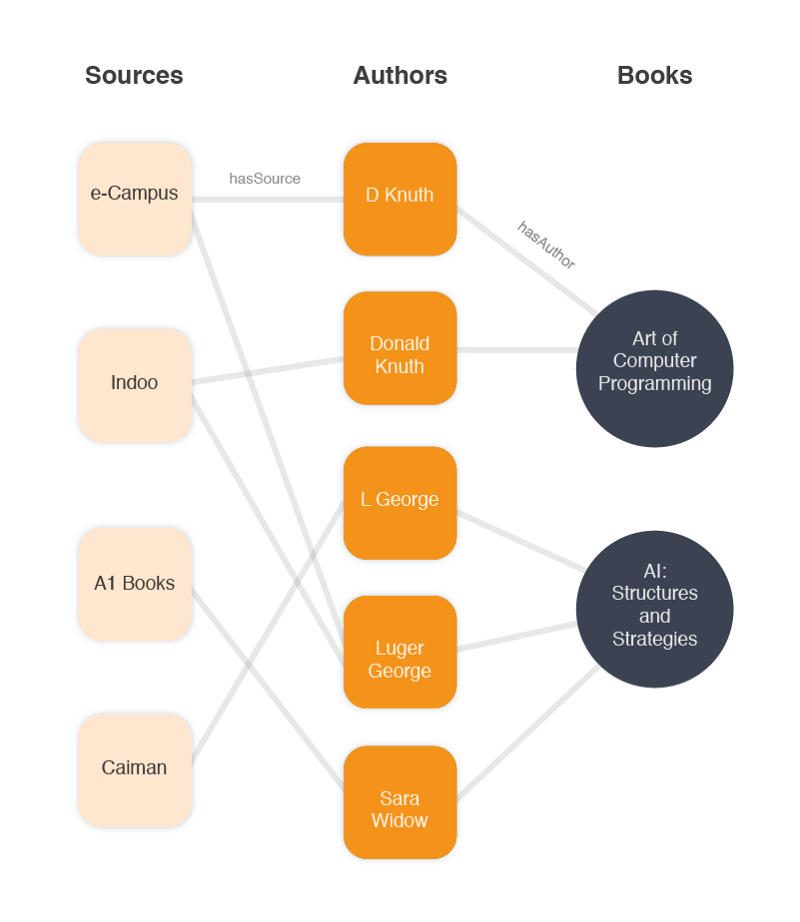 Sources
Authors
Books
e-Campus
hasSource
D Knuth
hasAuthor
Indoo
Donald
Knuth
Art of
Computer
Programming
A1 Books
L George
AI:
Structures
and
Strategies
Luger
George
Caiman
Sara
Widow